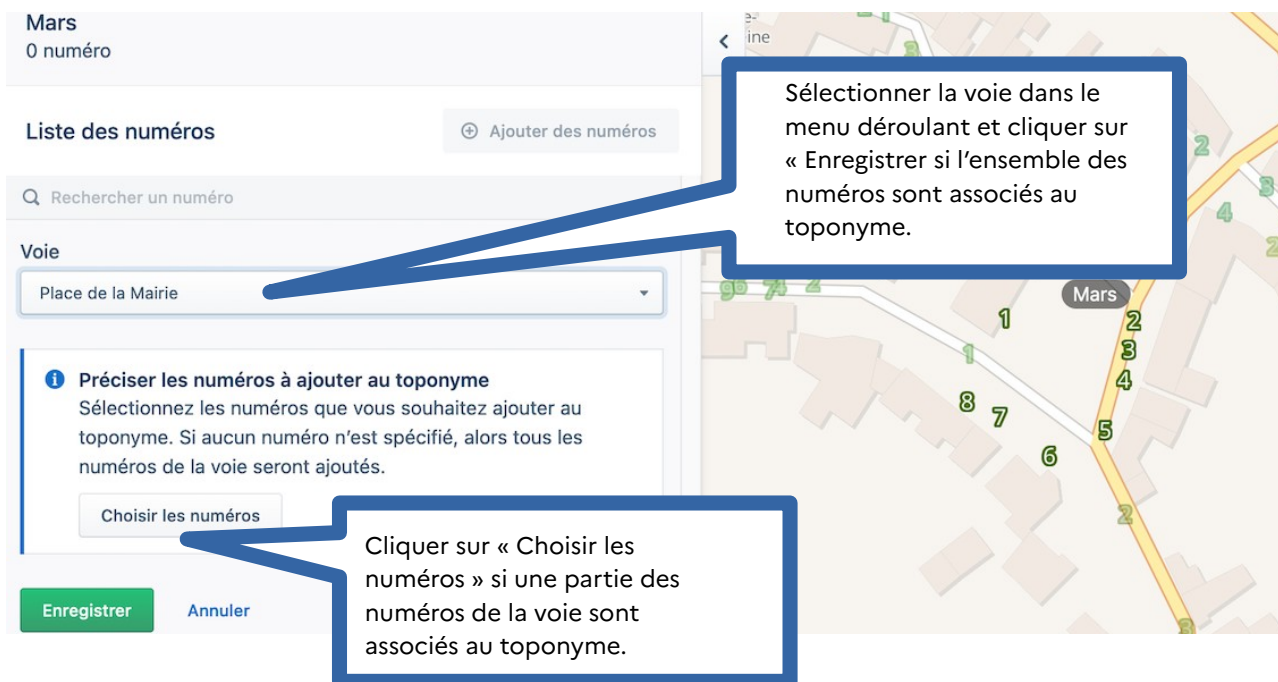 Mars
0 numéro
Liste des numéros
Ajouter des numéros
Rechercher un numéro
Voie
Place de la Mairie
Préciser les numéros à ajouter au toponyme
Sélectionnez les numéros que vous souhaitez ajouter au
toponyme. Si aucun numéro n’est spécifié, alors tous les
numéros de la voie seront ajoutés.
Choisir les numéros
Enregistrer
Annuler
Sélectionner la voie dans le
menu déroulant et cliquer sur
« Enregistrer si l’ensemble des
numéros sont associés au
toponyme.
Cliquer sur « Choisir les
numéros » si une partie des
numéros de la voie sont
associés au toponyme.
ine
2
3
4
2
2
Mars
1
2
3
4
1
8
7
5
6
2